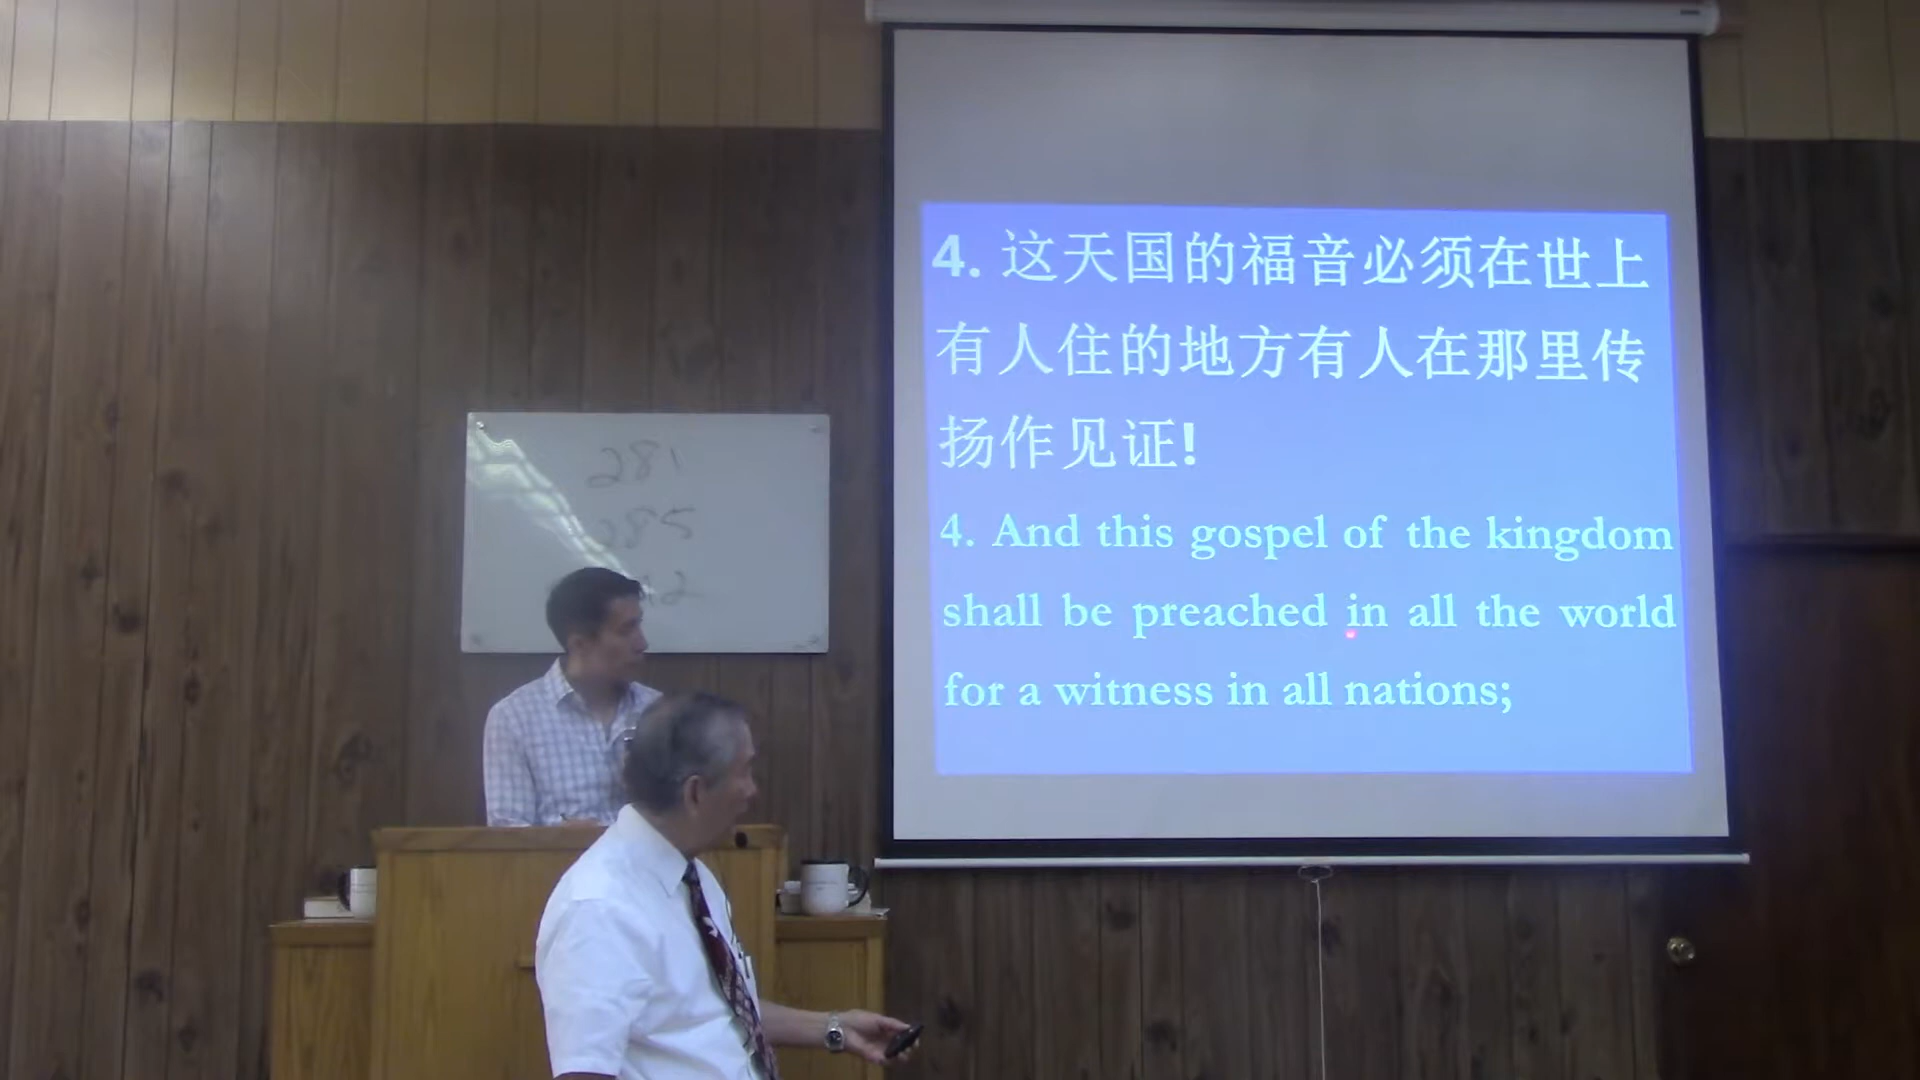 4. 这天国的福音必须在世上
有人住的地方有人在那里传
扬作见证!
4. And this gospel of the kingdom
shall be preached in all the world
for a witness in all nations;
281
285